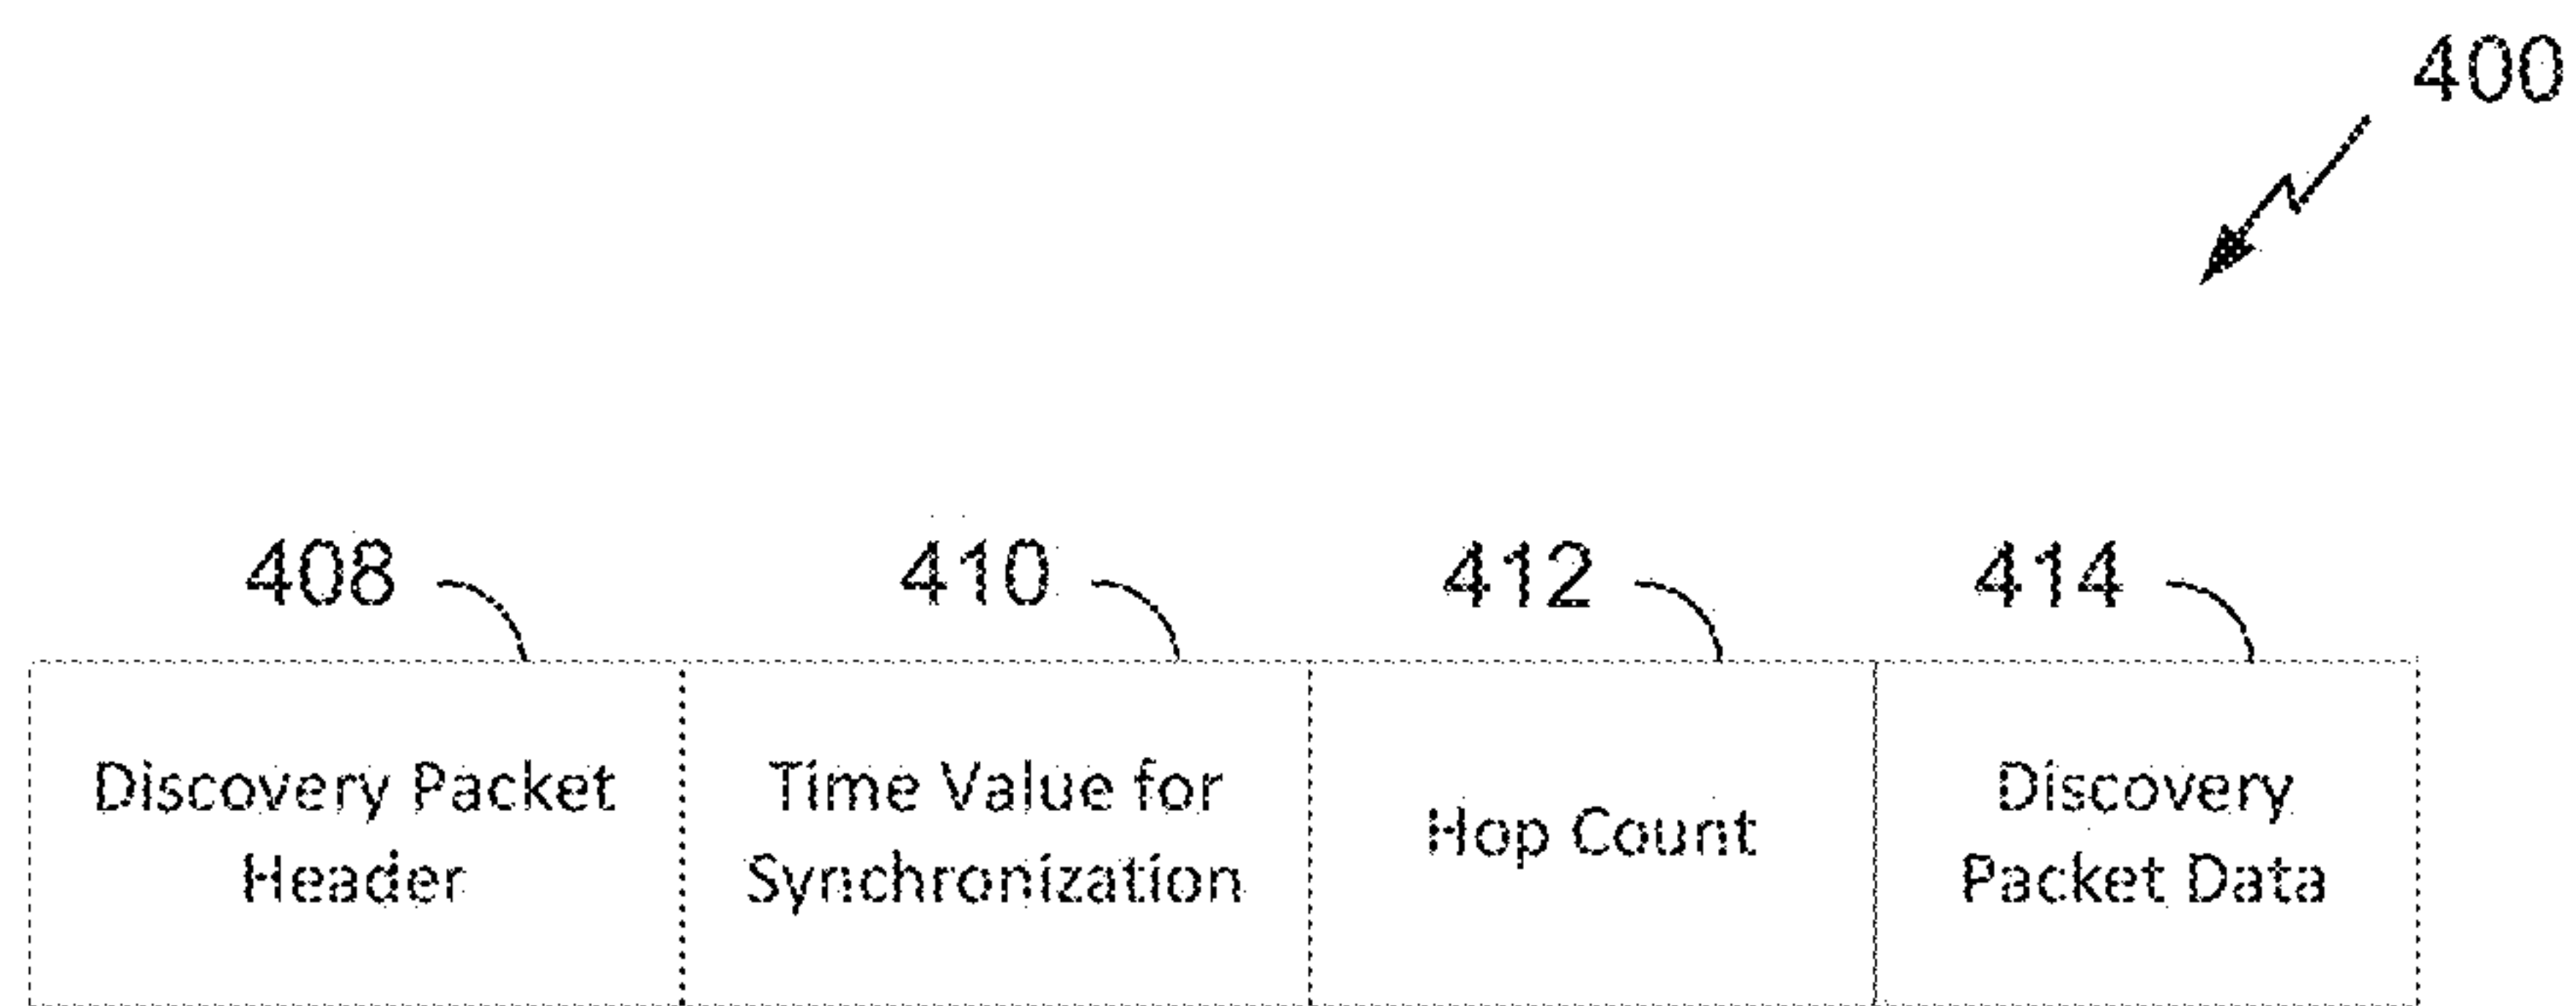 400
408
410
412
414
Discovery Packet
Header
Time Value for
Synchronization
Hop Count
Discovery
Packet Data